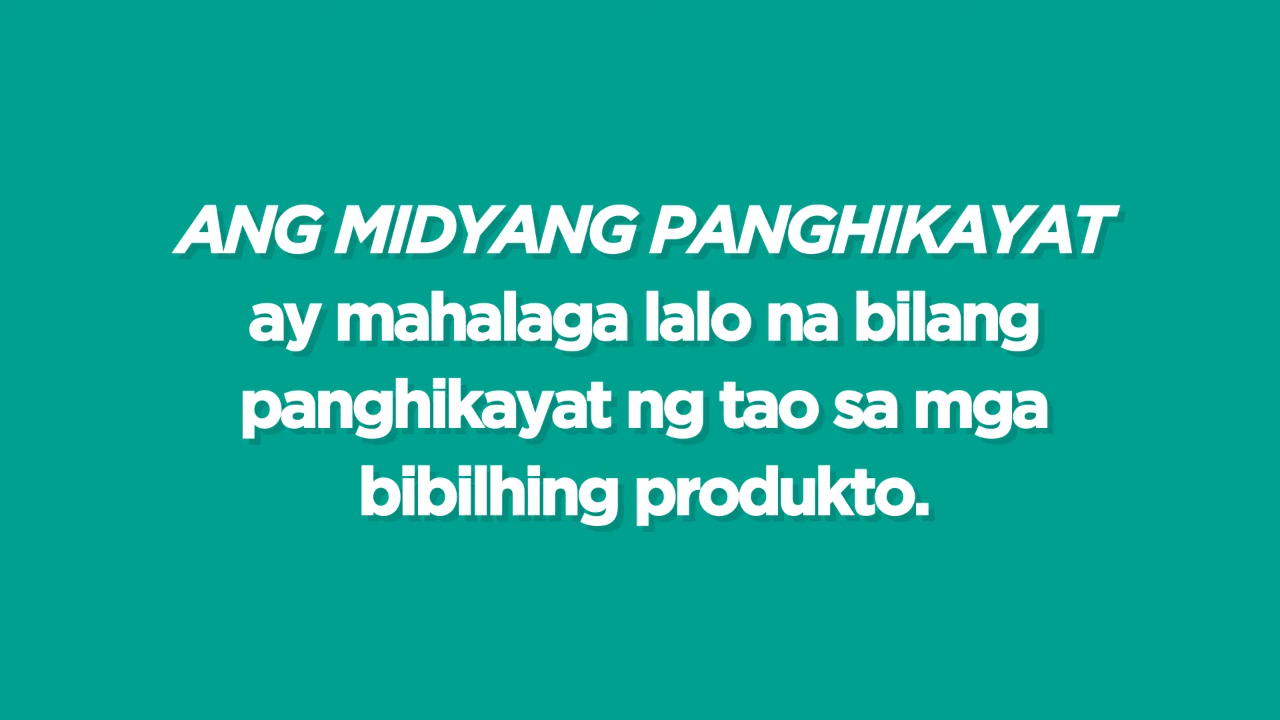 ANG MIDYANG PANGHIKAYAT
ay mahalaga lalo na bilang
panghikayat ng tao sa mga
bibilhing produkto.